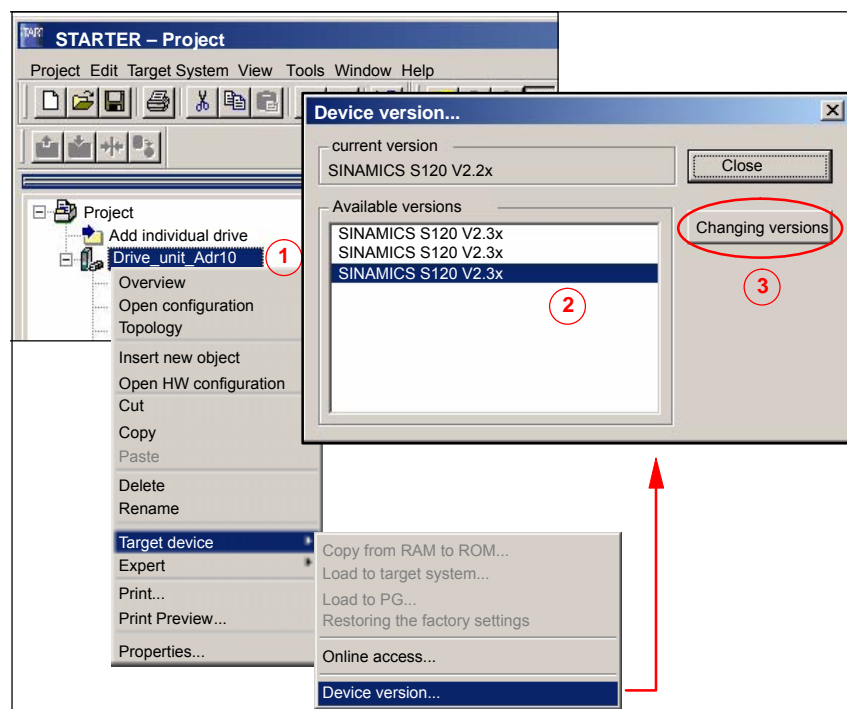 STARTER – Project
Project Edit Target System View Tools Window Help
Device version...
current version
SINAMICS S120 V2.2x
Close
Available versions
SINAMICS S120 V2.3x
SINAMICS S120 V2.3x
SINAMICS S120 V2.3x
Changing versions
2
3
Project
Add individual drive
Drive_unit_Adr10
1
Overview
Open configuration
Topology
Insert new object
Open HW configuration
Cut
Copy
Paste
Delete
Rename
Target device
Expert
Print...
Print Preview...
Properties...
Copy from RAM to ROM...
Load to target system...
Load to PG...
Restoring the factory settings
Online access...
Device version...